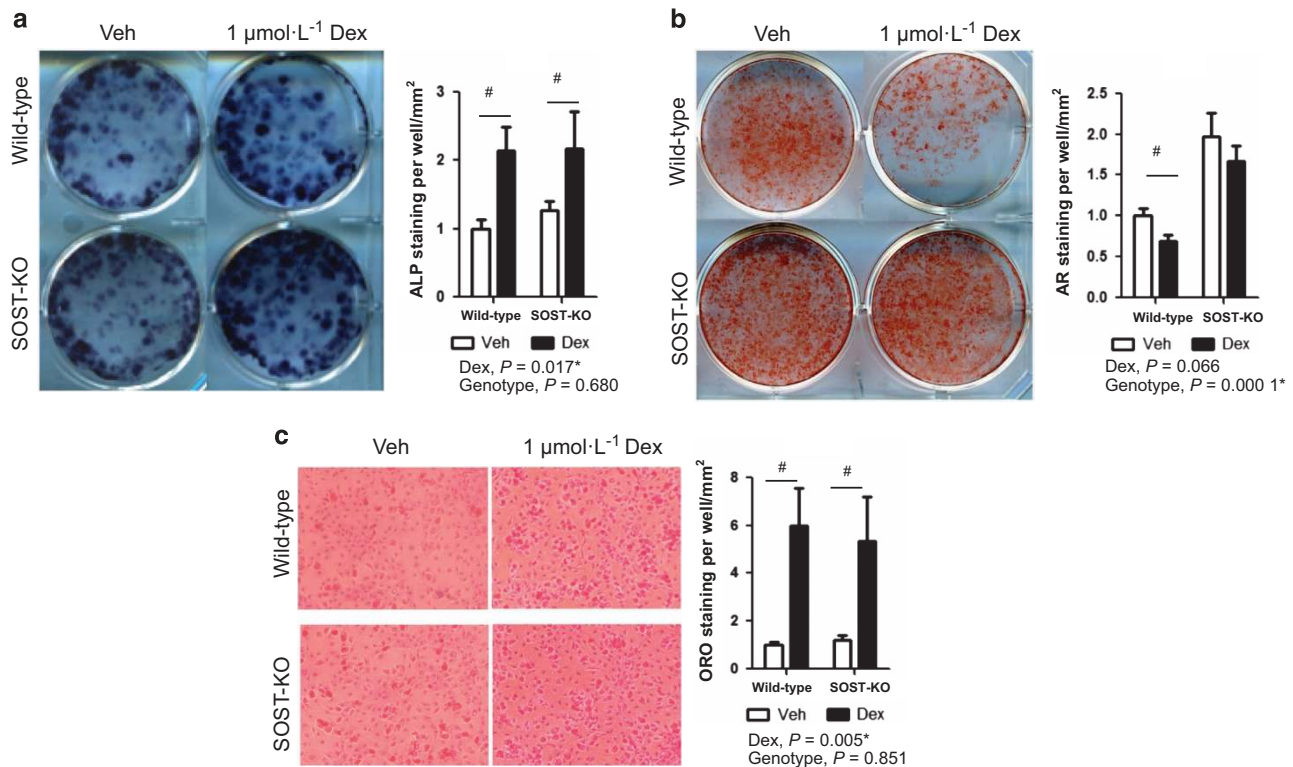 a
Veh
1 µmol·L-1 Dex
Wild-type
SOST-KO
ALP staining per well/mm2
3
2
1
0
#
#
Wild-type
SOST-KO
Veh
Dex
Dex, P = 0.017*
Genotype, P = 0.680
b
Veh
1 µmol·L-1 Dex
Wild-type
SOST-KO
AR staining per well/mm2
2.5
2.0
1.5
1.0
0.5
0.0
#
Wild-type
SOST-KO
Veh
Dex
Dex, P = 0.066
Genotype, P = 0.000 1*
c
Veh
1 µmol·L-1 Dex
Wild-type
SOST-KO
ORO staining per well/mm2
8
6
4
2
0
#
#
Wild-type
SOST-KO
Veh
Dex
Dex, P = 0.005*
Genotype, P = 0.851